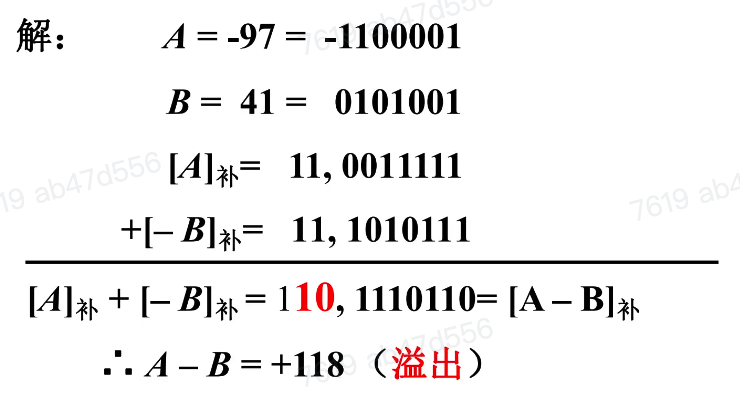 解： A = -97 = -1100001
B = 41 = 0101001
[A]补= 11, 0011111
+[– B]补= 11, 1010111
[A]补 + [– B]补 = 110, 1110110= [A – B]补
∴ A – B = +118 （溢出）
7619 ab47d556
7619 ab47d556
7619 ab4
7619 ab47d556